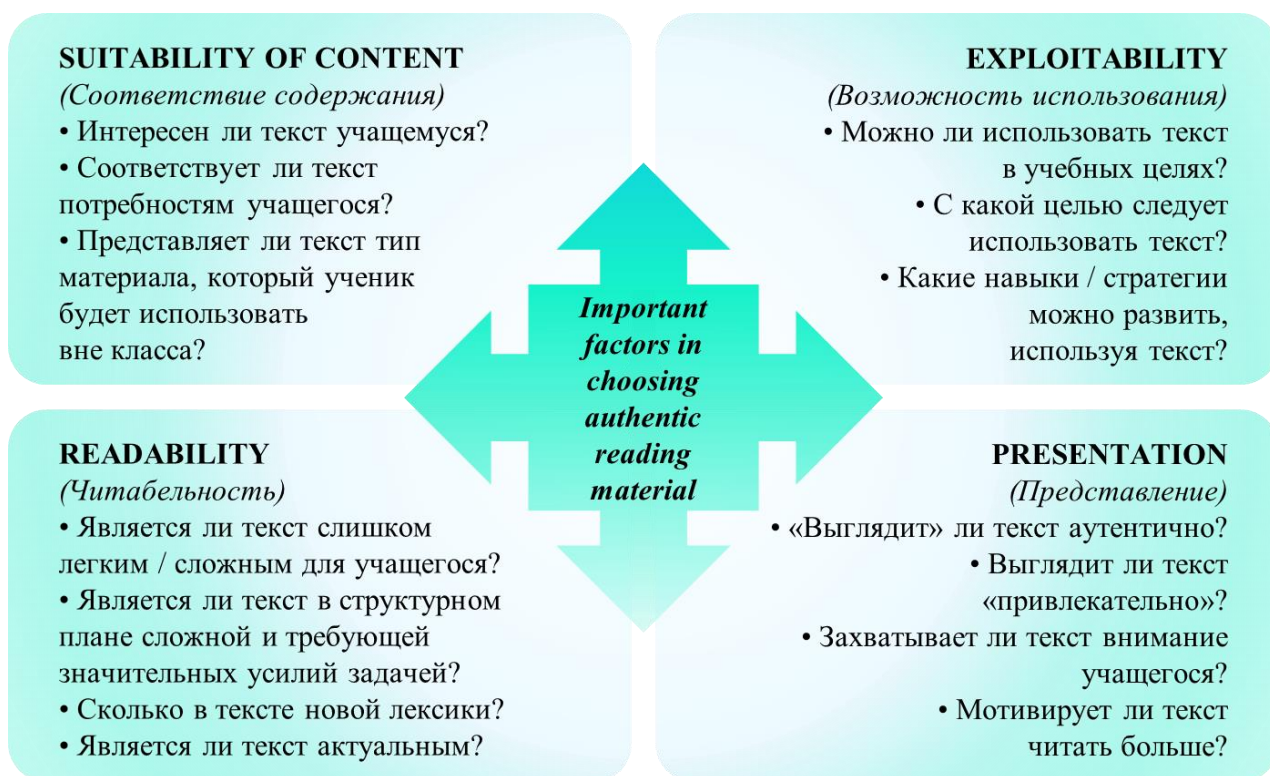 SUITABILITY OF CONTENT
(Соответствие содержания)
• Интересен ли текст учащемуся?
• Соответствует ли текст
потребностям учащегося?
• Представляет ли текст тип
материала, который ученик
будет использовать
вне класса?
EXPLOITABILITY
(Возможность использования)
• Можно ли использовать текст
в учебных целях?
• С какой целью следует
использовать текст?
• Какие навыки / стратегии
можно развить,
используя текст?
Important
factors in
choosing
authentic
reading
material
READABILITY
(Читабельность)
• Является ли текст слишком
легким / сложным для учащегося?
• Является ли текст в структурном
плане сложной и требующей
значительных усилий задачей?
• Сколько в тексте новой лексики?
• Является ли текст актуальным?
PRESENTATION
(Представление)
• «Выглядит» ли текст аутентично?
• Выглядит ли текст
«привлекательно»?
• Захватывает ли текст внимание
учащегося?
• Мотивирует ли текст
читать больше?